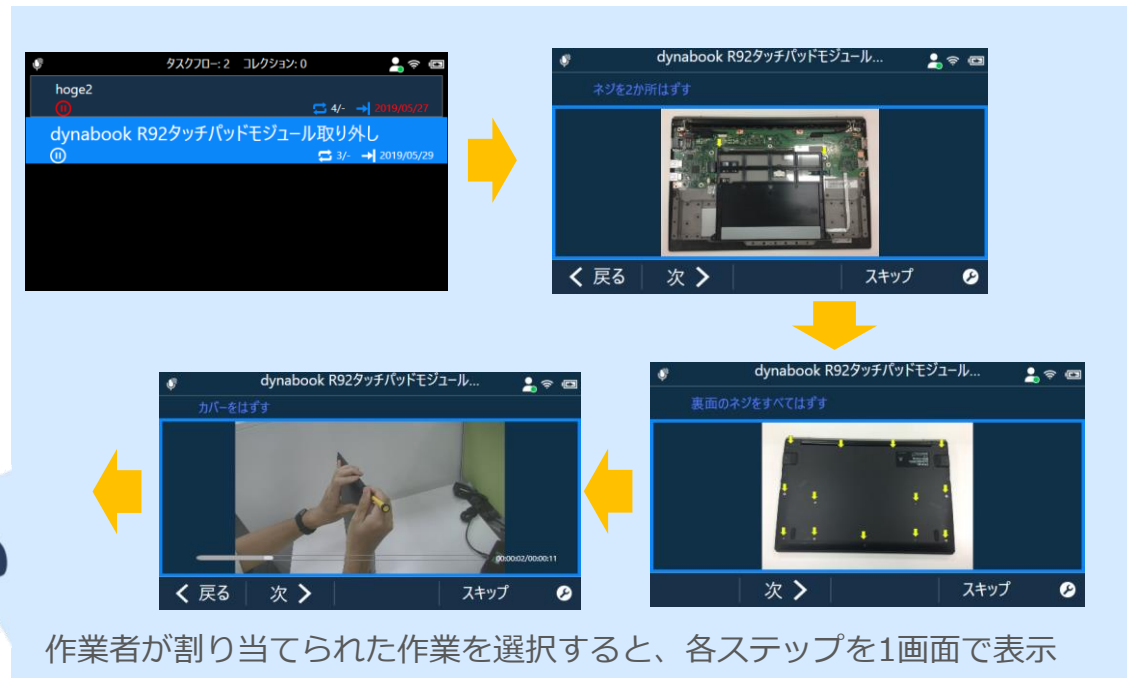 タスクフロー: 2 コレクション: 0
hoge2
4/- 2019/05/27
dynabook R92タッチパッドモジュール取り外し
3/- 2019/05/29
dynabook R92タッチパッドモジュール...
ネジを2か所はずす
戻る 次 スキップ
dynabook R92タッチパッドモジュール...
裏面のネジをすべてはずす
次 スキップ
dynabook R92タッチパッドモジュール...
カバーをはずす
00:00:02/00:00:11
戻る 次 スキップ
作業者が割り当てられた作業を選択すると、各ステップを1画面で表示